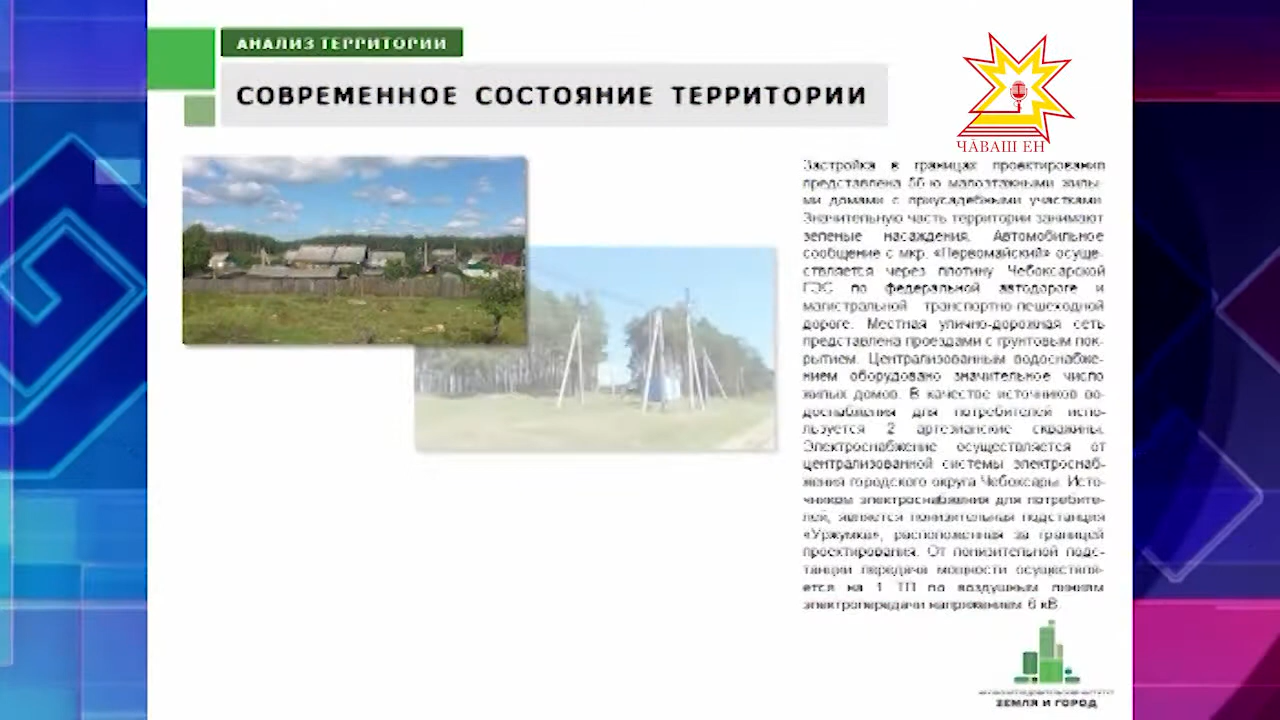 АНАЛИЗ ТЕРРИТОРИИ
СОВРЕМЕННОЕ СОСТОЯНИЕ ТЕРРИТОРИИ
ЧӐВАШ ЕН
Застройка в границах проектирования
представлена 56-ю малоэтажными жилы-
ми домами с приусадебными участками.
Значительную часть территории занимают
зеленые насаждения. Автомобильное
сообщение с мкр. «Первомайский» осуще-
ствляется через плотину Чебоксарской
ГЭС по федеральной автодороге и
магистральной транспортно-пешеходной
дороге. Местная улично-дорожная сеть
представлена проездами с грунтовым пок-
рытием. Централизованным водоснабже-
нием оборудовано значительное число
жилых домов. В качестве источников во-
доснабжения для потребителей испо-
льзуется 2 артезианские скважины.
Электроснабжение осуществляется от
централизованной системы электроснаб-
жения городского округа Чебоксары. Исто-
чником электроснабжения для потребите-
лей, является понизительная подстанция
«Уржумка», расположенная за границей
проектирования. От понизительной подс-
танции передача мощности осуществля-
ется на 1 ТП по воздушным линиям
электропередачи напряжением 6 кВ.
ЗЕМЛЯ И ГОРОД